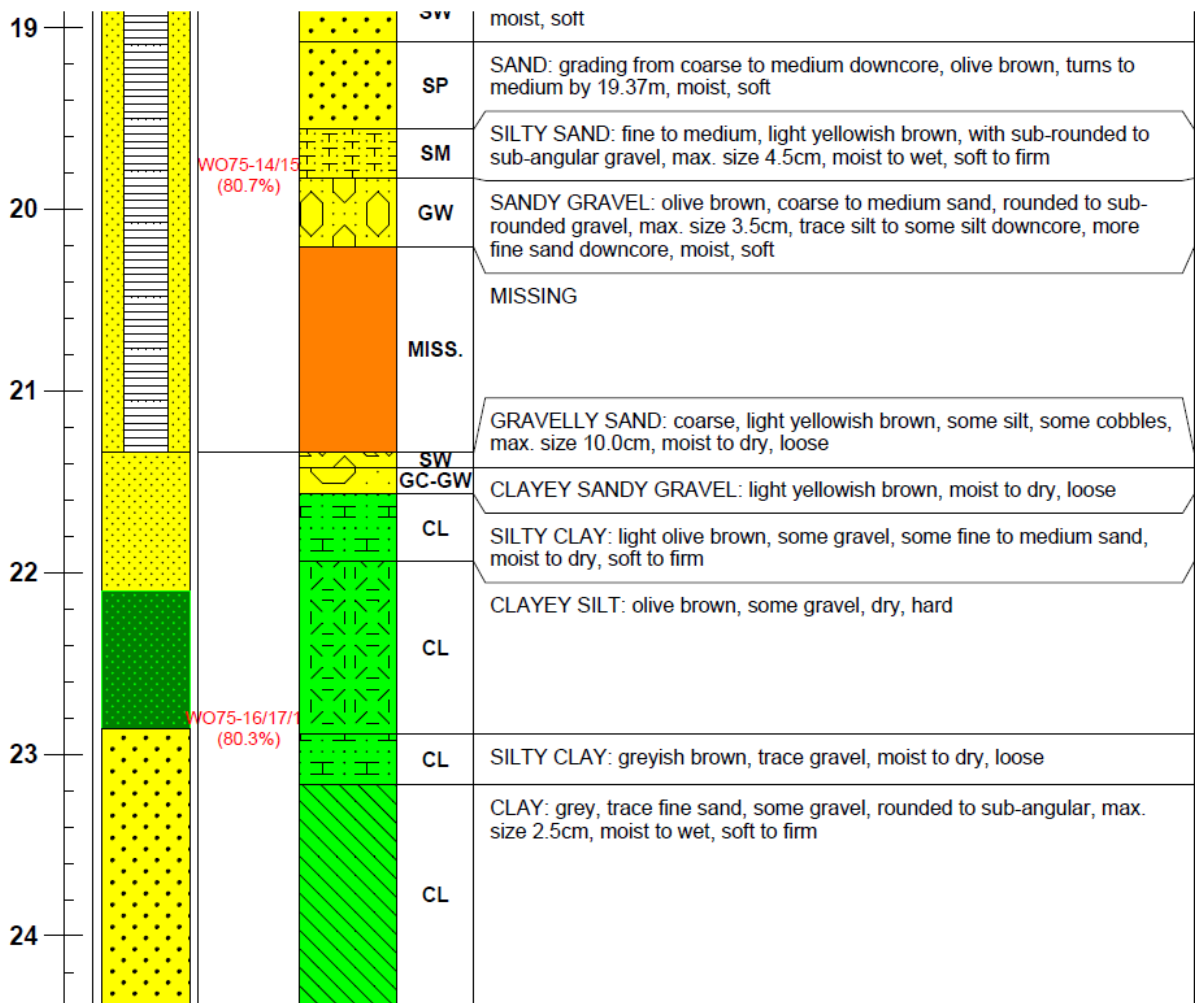 SW
moist, soft
19
SP
SAND: grading from coarse to medium downcore, olive brown, turns to
medium by 19.37m, moist, soft
SM
SILTY SAND: fine to medium, light yellowish brown, with sub-rounded to
sub-angular gravel, max. size 4.5cm, moist to wet, soft to firm
WO75-14/15
(80.7%)
20
GW
SANDY GRAVEL: olive brown, coarse to medium sand, rounded to sub-
rounded gravel, max. size 3.5cm, trace silt to some silt downcore, more
fine sand downcore, moist, soft
MISSING
MISS.
21
GRAVELLY SAND: coarse, light yellowish brown, some silt, some cobbles,
max. size 10.0cm, moist to dry, loose
SW
GC-GW
CLAYEY SANDY GRAVEL: light yellowish brown, moist to dry, loose
CL
SILTY CLAY: light olive brown, some gravel, some fine to medium sand,
moist to dry, soft to firm
22
CLAYEY SILT: olive brown, some gravel, dry, hard
CL
WO75-16/17/1
(80.3%)
23
CL
SILTY CLAY: greyish brown, trace gravel, moist to dry, loose
CLAY: grey, trace fine sand, some gravel, rounded to sub-angular, max.
size 2.5cm, moist to wet, soft to firm
CL
24